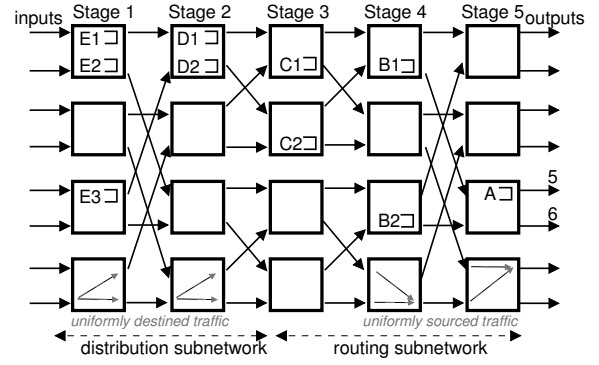 Stage 1 Stage 2 Stage 3 Stage 4 Stage 5
inputs outputs
E1 D1
E2 D2 C1 B1
C2
5
E3 A
B2 6
uniformly destined traffic uniformly sourced traffic
distribution subnetwork routing subnetwork